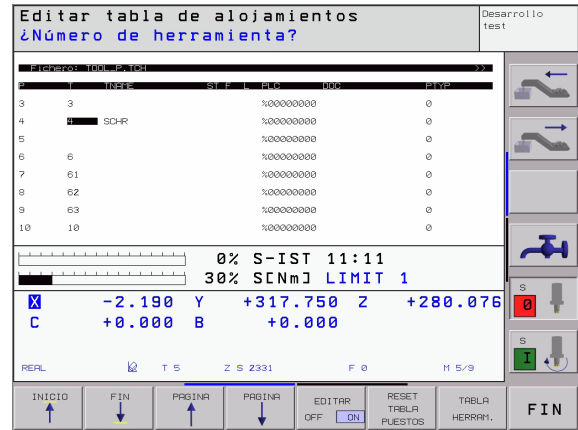 Editar tabla de alojamientos
¿Número de herramienta?
Desarrollo
test
Fichero: TOOL_P.TCH >>
P T TNAME ST F L PLC DOC PTYP
3 3 %00000000 0
4 4 SCHR %00000000 0
5 %00000000 0
6 6 %00000000 0
7 61 %00000000 0
8 62 %00000000 0
9 63 %00000000 0
10 10 %00000000 0
0% S-IST 11:11
30% S[Nm] LIMIT 1
X -2.190 Y +317.750 Z +280.076
C +0.000 B +0.000
REAL T 5 Z S 2331 F 0 M 5/9
S
0
S
I
INICIO
FIN
PAGINA
PAGINA
EDITAR
OFF ON
RESET
TABLA
PUESTOS
TABLA
HERRAM.
FIN